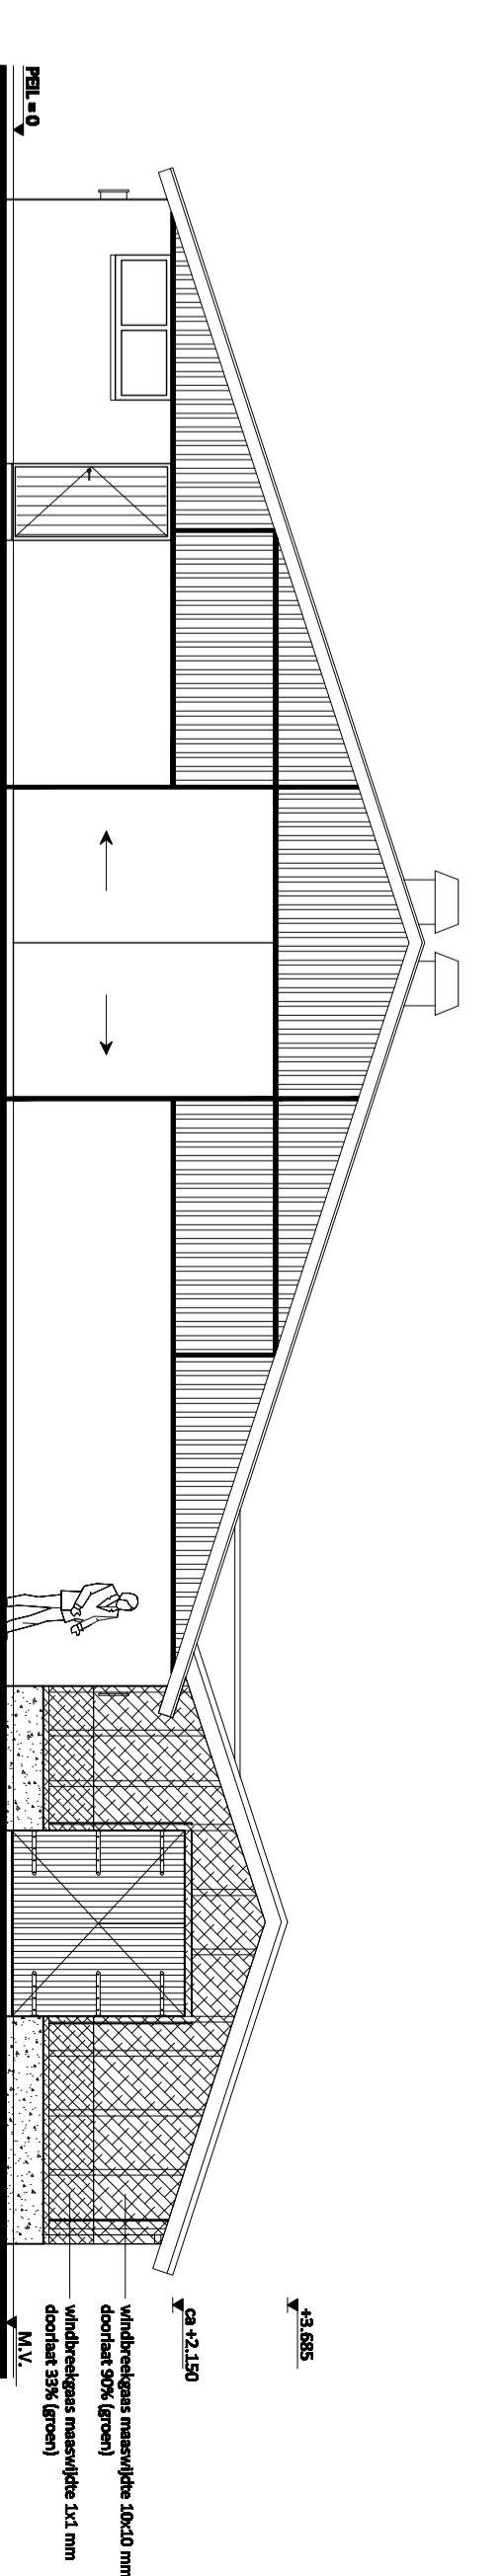 PEIL = 0
+3.685
ca +2.150
windbreekgaas maaswijdte 10x10 mm
doorlaat 90% (groen)
windbreekgaas maaswijdte 1x1 mm
doorlaat 33% (groen)
M.V.